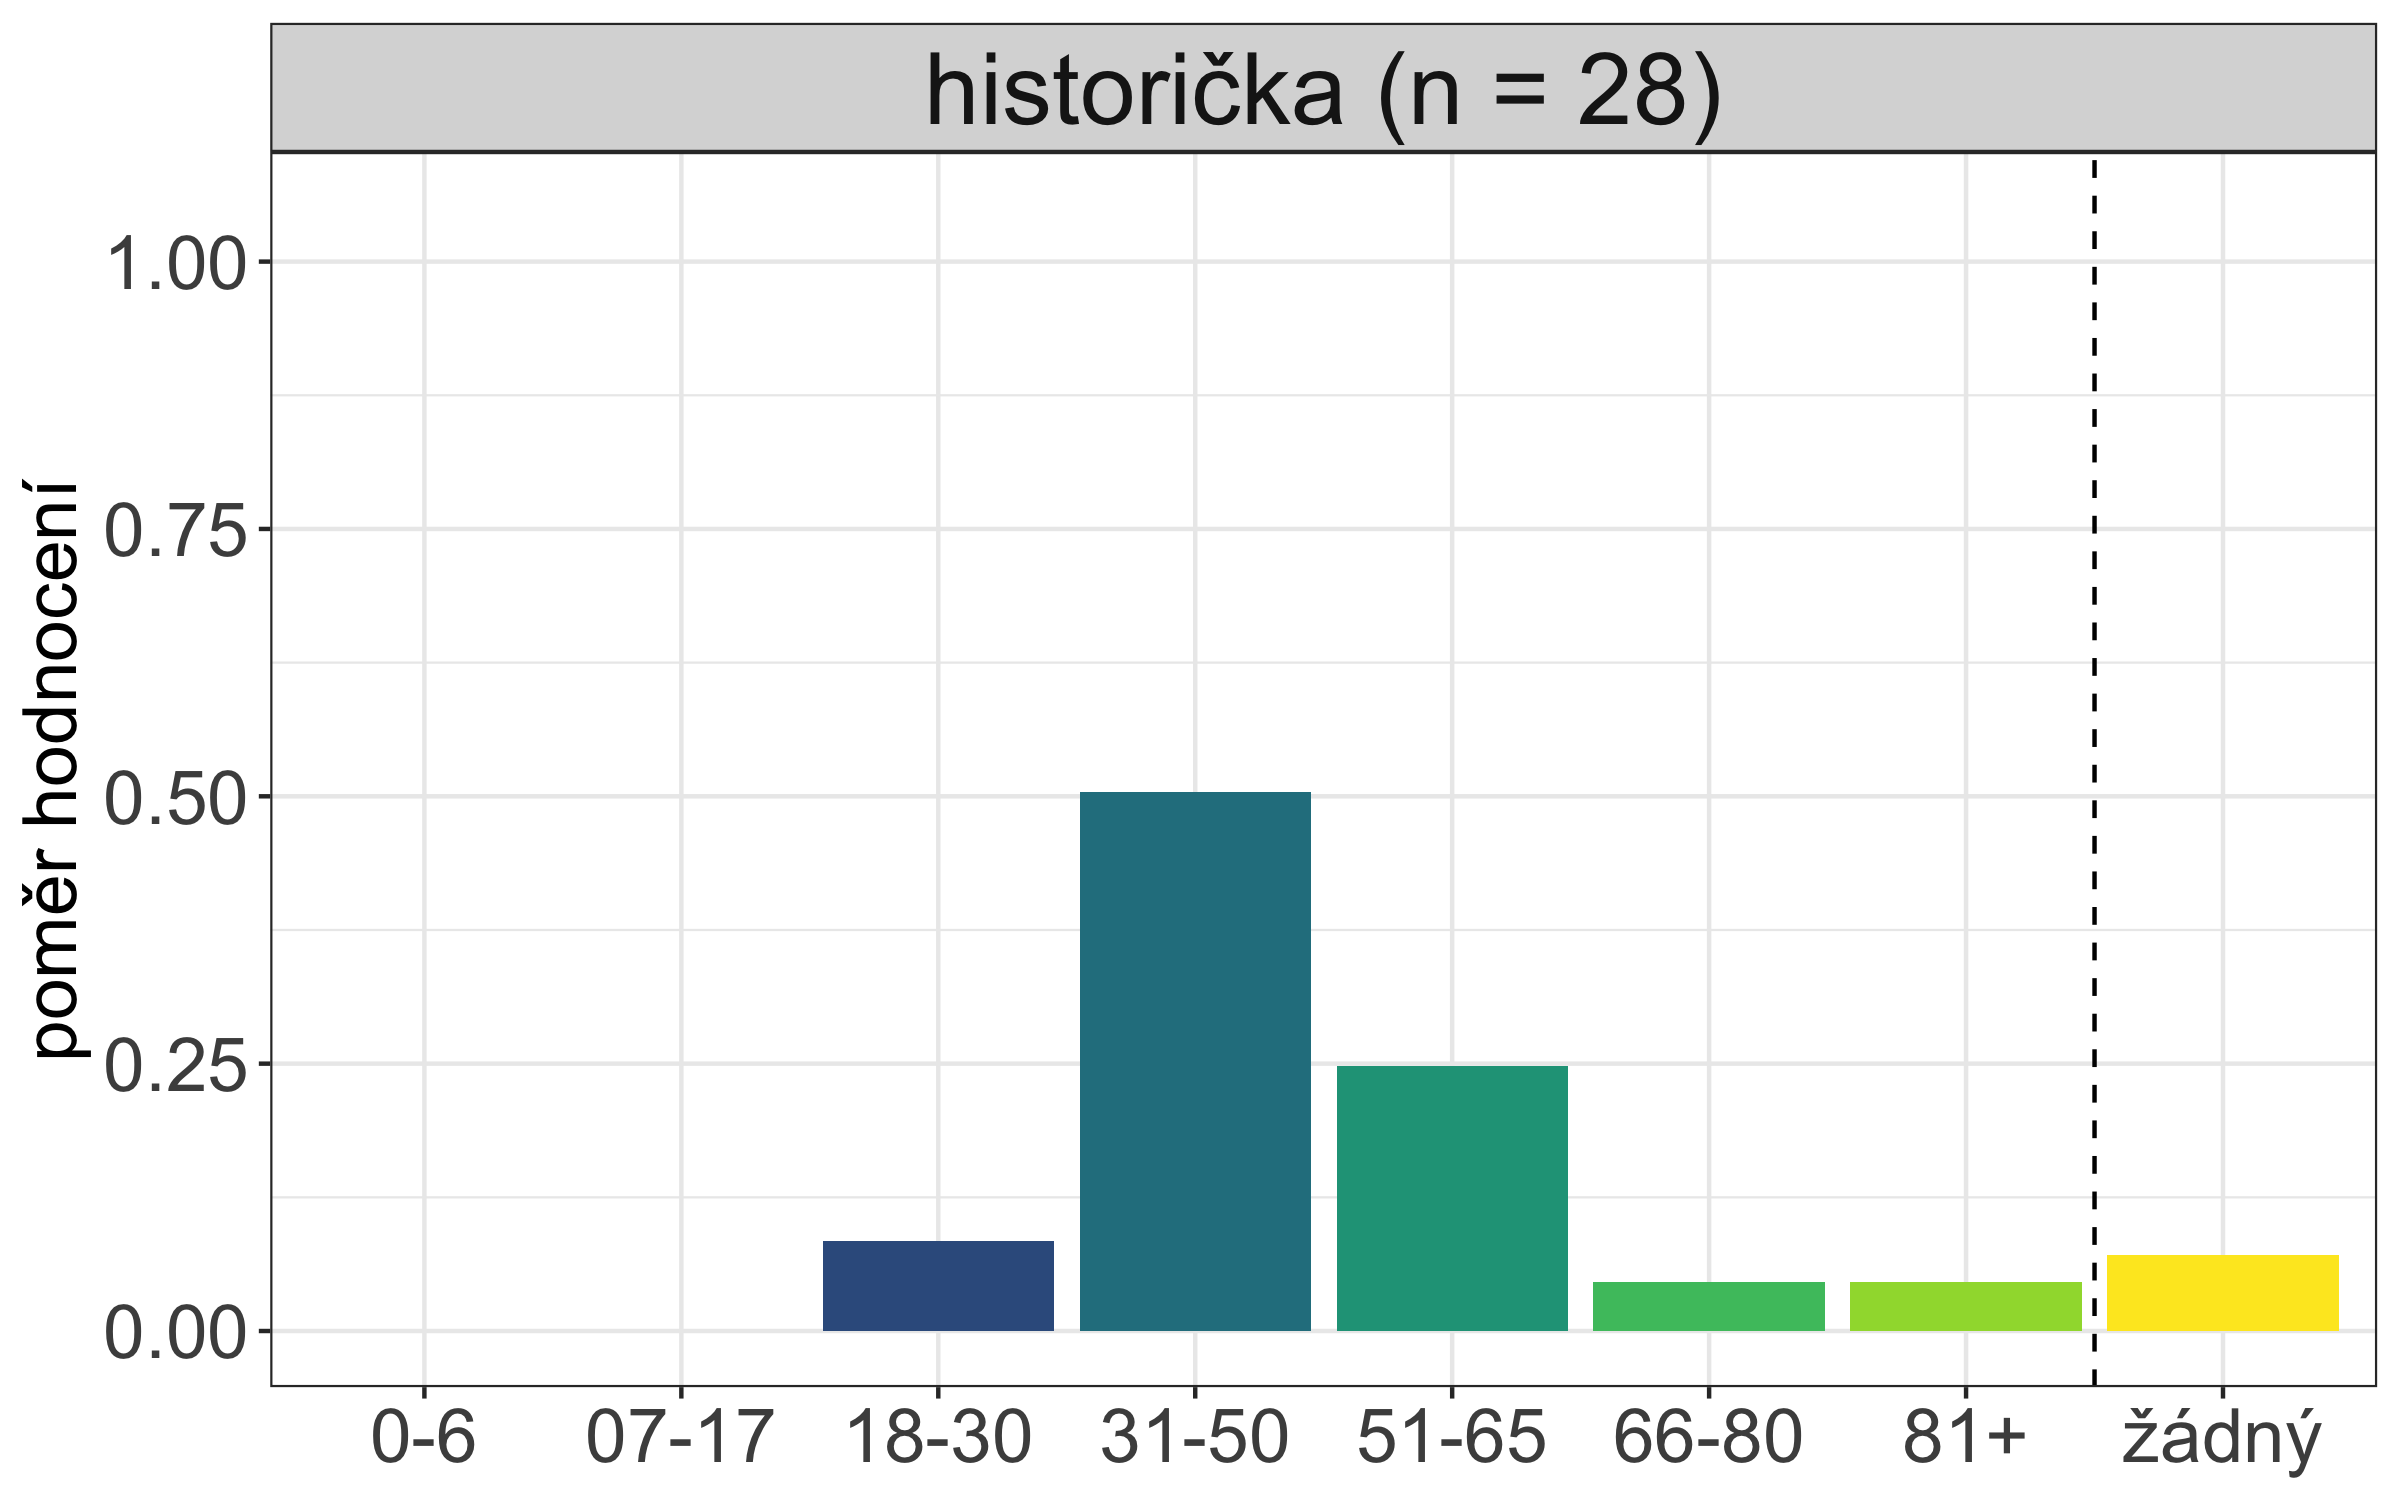 historička (n = 28)
poměr hodnocení
1.00
0.75
0.50
0.25
0.00
0-6 07-17 18-30 31-50 51-65 66-80 81+ žádný